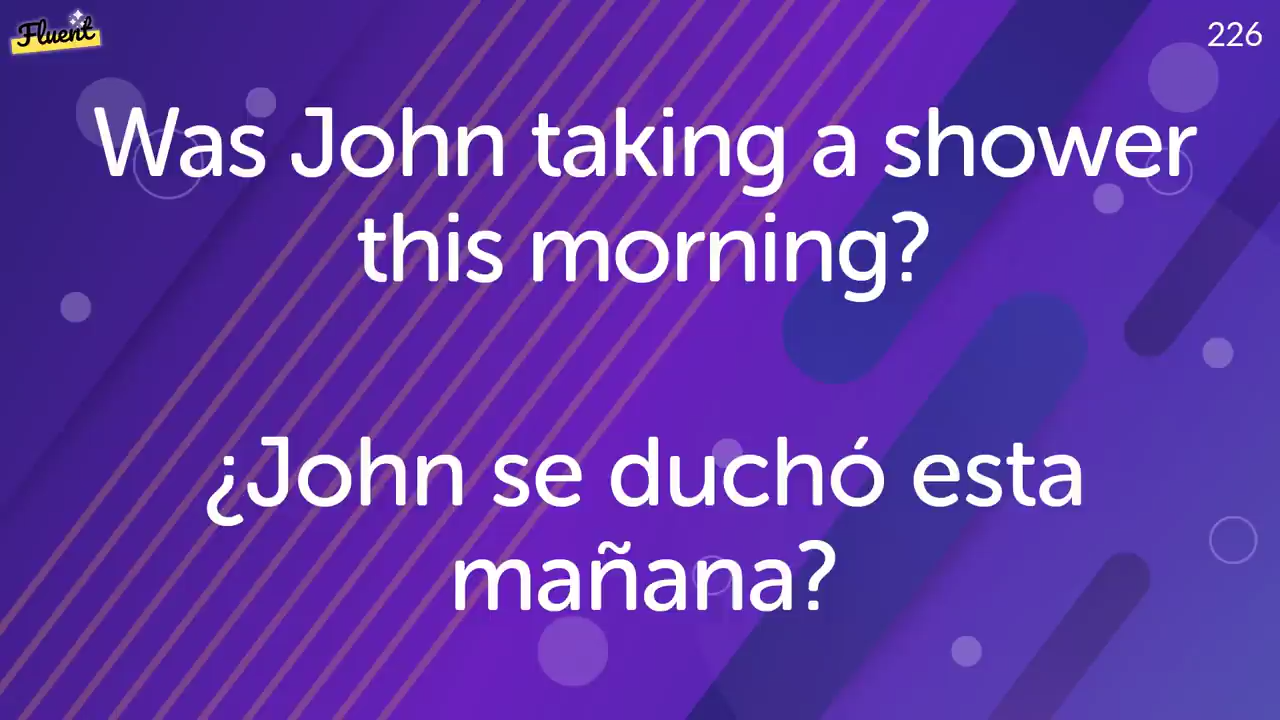 Fluent
226
Was John taking a shower
this morning?
¿John se duchó esta
mañana?